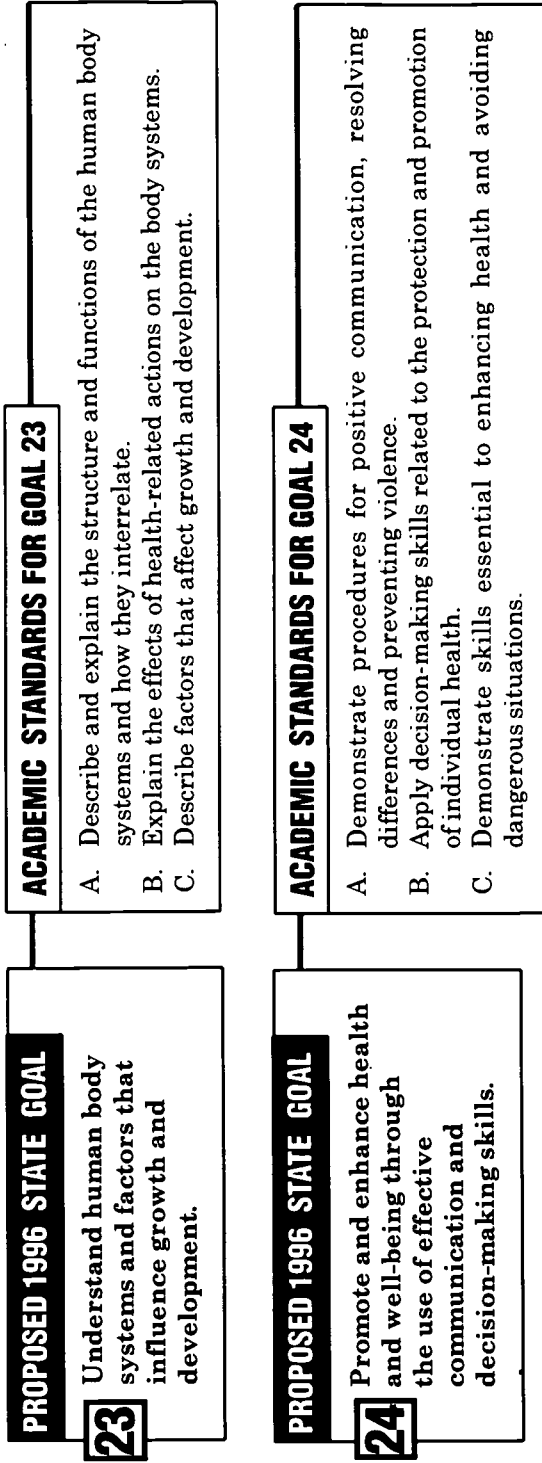 PROPOSED 1996 STATE GOAL
23
Understand human body
systems and factors that
influence growth and
development.
ACADEMIC STANDARDS FOR GOAL 23
A. Describe and explain the structure and functions of the human body
systems and how they interrelate.
B. Explain the effects of health-related actions on the body systems.
C. Describe factors that affect growth and development.
PROPOSED 1996 STATE GOAL
24
Promote and enhance health
and well-being through
the use of effective
communication and
decision-making skills.
ACADEMIC STANDARDS FOR GOAL 24
A. Demonstrate procedures for positive communication, resolving
differences and preventing violence.
B. Apply decision-making skills related to the protection and promotion
of individual health.
C. Demonstrate skills essential to enhancing health and avoiding
dangerous situations.